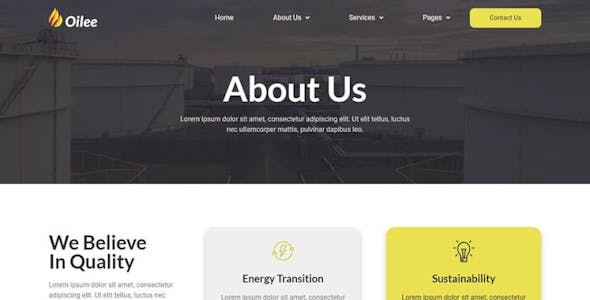 Oilee
Home
About Us
Services
Pages
Contact Us
About Us
Lorem ipsum dolor sit amet, consectetur adipiscing elit. Ut elit tellus, luctus
nec ullamcorper mattis, pulvinar dapibus leo.
We Believe
In Quality
Lorem ipsum dolor sit amet, consectetur
adipiscing elit. Ut elit tellus, luctus
Energy Transition
Lorem ipsum dolor sit amet,
Sustainability
Lorem ipsum dolor sit amet,